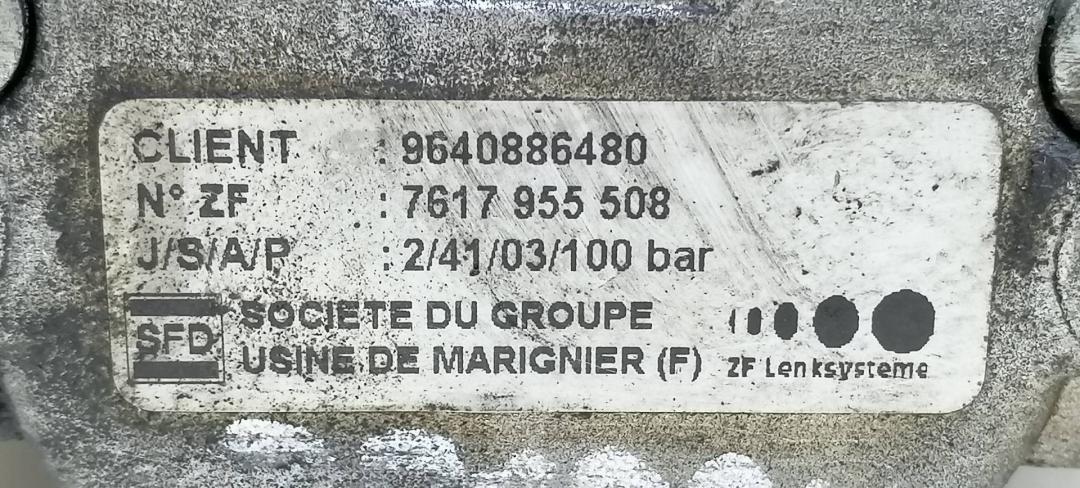 CLIENT : 9640886480
N° ZF : 7617 955 508
J/S/A/P : 2/41/03/100 bar
SFD
SOCIETE DU GROUPE
USINE DE MARIGNIER (F)
ZF Lenksysteme